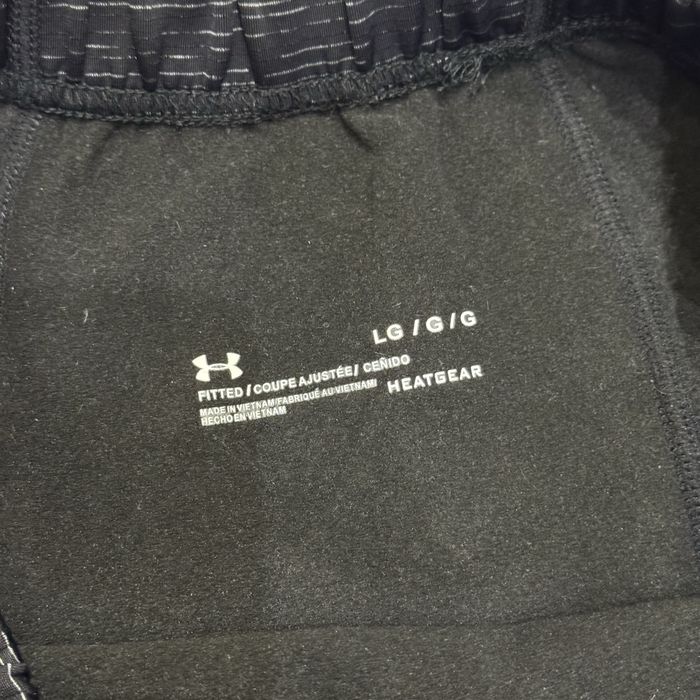 LG / G / G
FITTED / COUPE AJUSTÉE / CEÑIDO
MADE IN VIETNAM/FABRIQUÉ AU VIETNAM/
HECHO EN VIETNAM
HEATGEAR